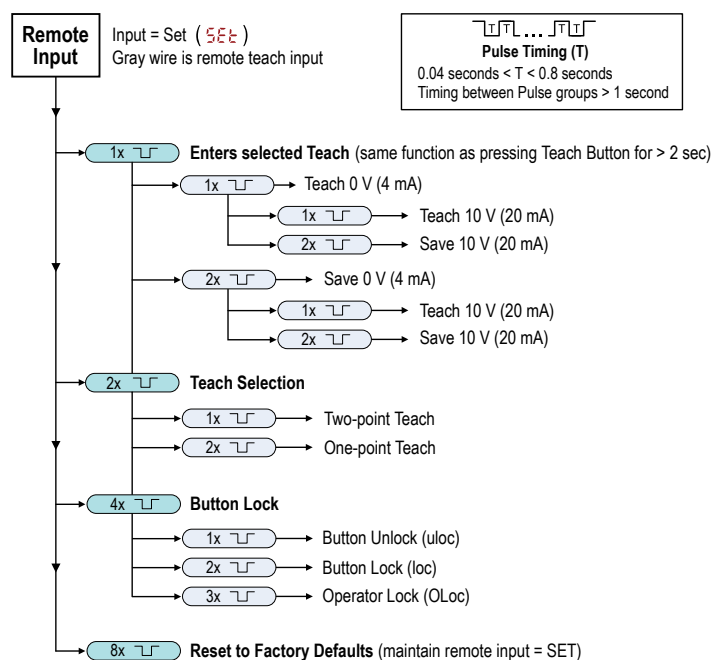 Remote
Input
Input = Set ( SEt )
Gray wire is remote teach input
T T ... T T
Pulse Timing (T)
0.04 seconds < T < 0.8 seconds
Timing between Pulse groups > 1 second
1x Enters selected Teach (same function as pressing Teach Button for > 2 sec)
1x Teach 0 V (4 mA)
1x Teach 10 V (20 mA)
2x Save 10 V (20 mA)
2x Save 0 V (4 mA)
1x Teach 10 V (20 mA)
2x Save 10 V (20 mA)
2x Teach Selection
1x Two-point Teach
2x One-point Teach
4x Button Lock
1x Button Unlock (uloc)
2x Button Lock (loc)
3x Operator Lock (OLoc)
8x Reset to Factory Defaults (maintain remote input = SET)